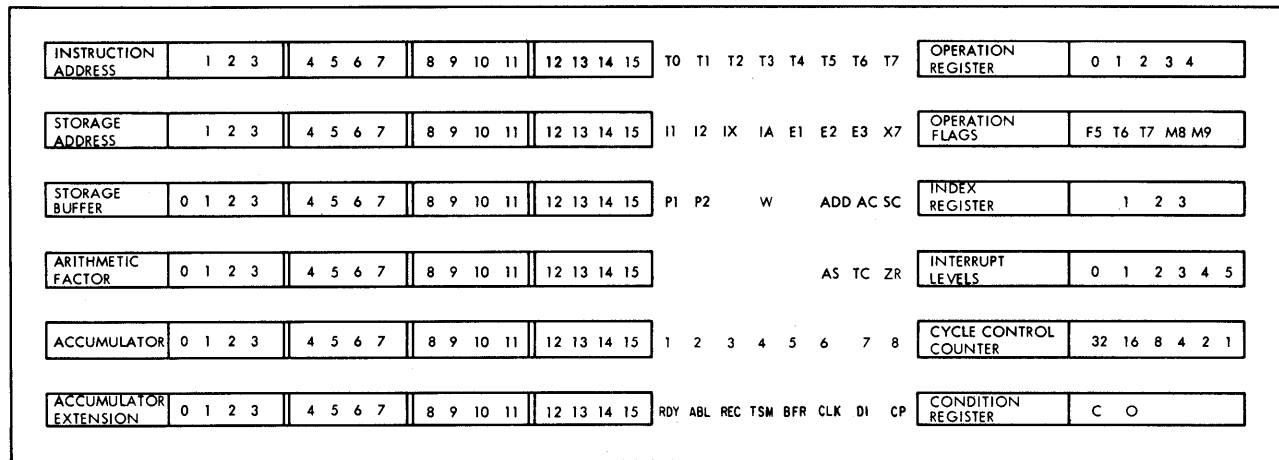 INSTRUCTION ADDRESS 1 2 3 4 5 6 7 8 9 10 11 12 13 14 15 T0 T1 T2 T3 T4 T5 T6 T7 OPERATION REGISTER 0 1 2 3 4
STORAGE ADDRESS 1 2 3 4 5 6 7 8 9 10 11 12 13 14 15 I1 I2 IX IA E1 E2 E3 X7 OPERATION FLAGS F5 T6 T7 M8 M9
STORAGE BUFFER 0 1 2 3 4 5 6 7 8 9 10 11 12 13 14 15 P1 P2 W ADD AC SC INDEX REGISTER 1 2 3
ARITHMETIC FACTOR 0 1 2 3 4 5 6 7 8 9 10 11 12 13 14 15 AS TC ZR INTERRUPT LEVELS 0 1 2 3 4 5
ACCUMULATOR 0 1 2 3 4 5 6 7 8 9 10 11 12 13 14 15 1 2 3 4 5 6 7 8 CYCLE CONTROL COUNTER 32 16 8 4 2 1
ACCUMULATOR EXTENSION 0 1 2 3 4 5 6 7 8 9 10 11 12 13 14 15 RDY ABL REC TSM BFR CLK DI CP CONDITION REGISTER C O